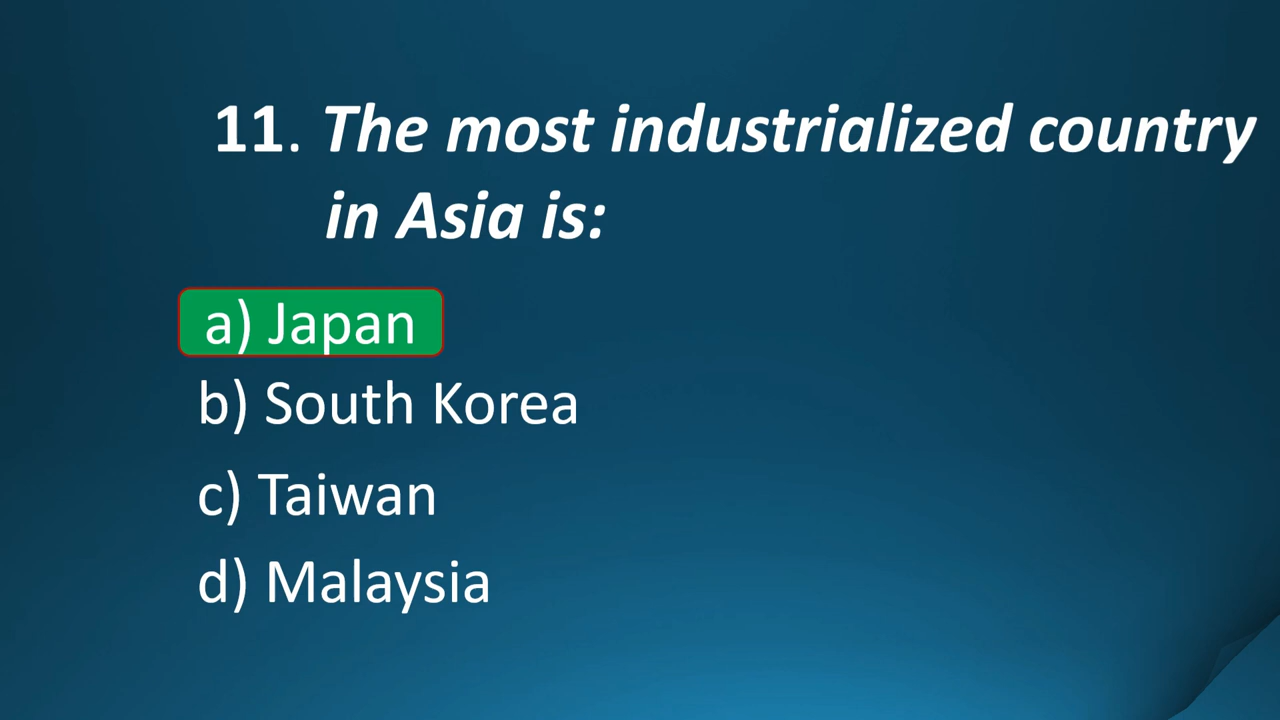 11. The most industrialized country
in Asia is:
a) Japan
b) South Korea
c) Taiwan
d) Malaysia